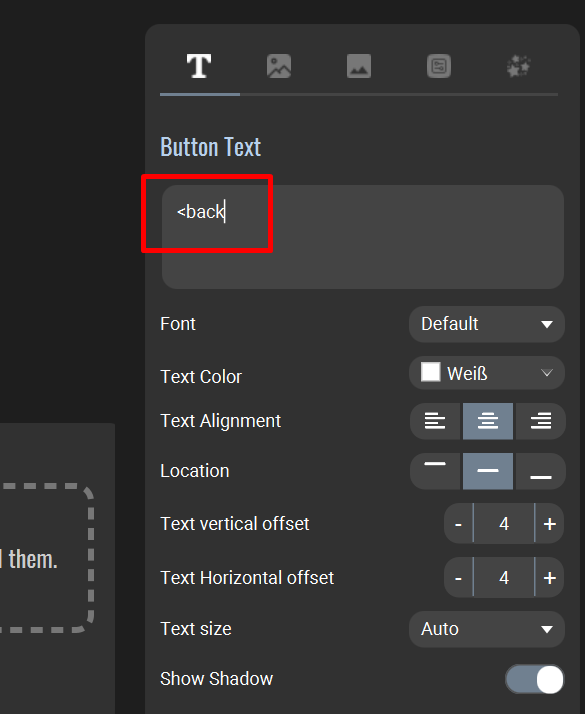 T
Button Text
<back
Font
Default
Text Color
Weiß
Text Alignment
Location
Text vertical offset
- 4 +
Text Horizontal offset
- 4 +
d them.
Text size
Auto
Show Shadow